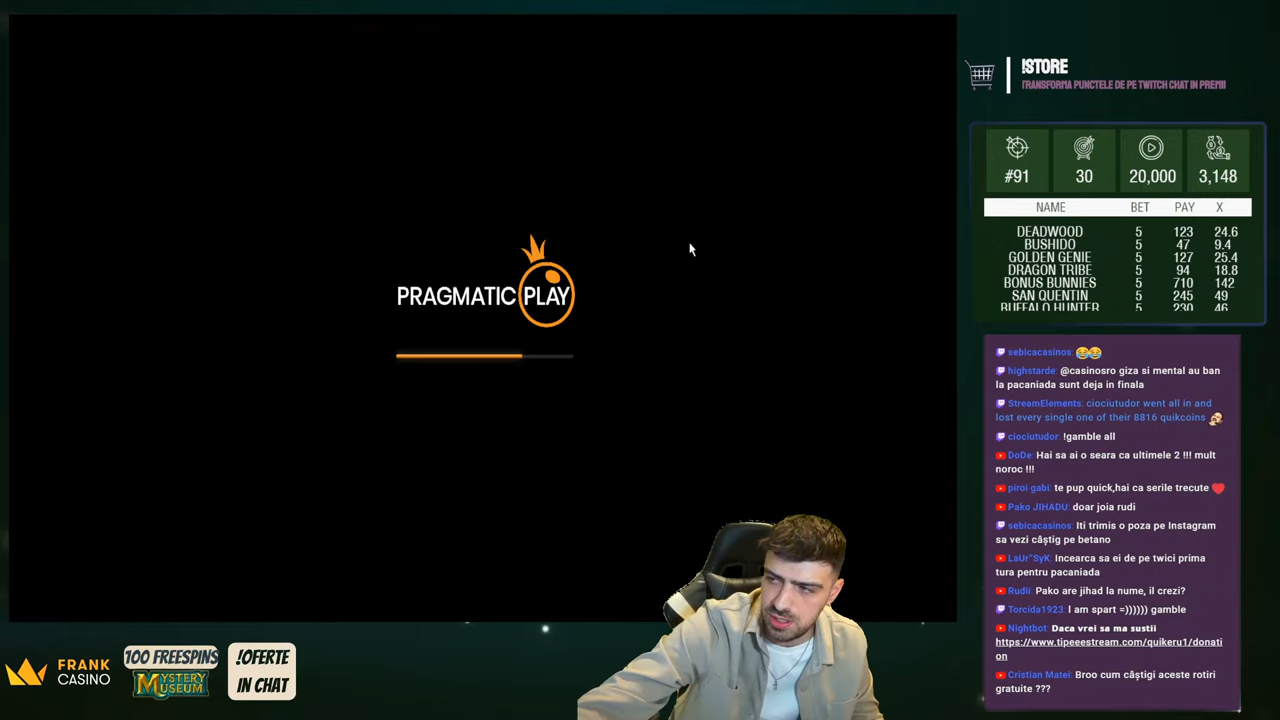 !STORE
TRANSFORMA PUNCTELE DE PE TWITCH CHAT IN PREMII
#91 30 20,000 3,148
NAME BET PAY X
DEADWOOD 5 123 24.6
BUSHIDO 5 47 9.4
GOLDEN GENIE 5 127 25.4
DRAGON TRIBE 5 94 18.8
BONUS BUNNIES 5 710 142
SAN QUENTIN 5 245 49
BUFFALO HUNTER 5 230 46
PRAGMATIC PLAY
sebicacasinos: 😂😂
highstarde: @casinosro giza si mental au ban
la pacaniada sunt deja in finala
StreamElements: ciociutudor went all in and
lost every single one of their 8816 quikcoins
ciociutudor: !gamble all
DoDe: Hai sa ai o seara ca ultimele 2 !!! mult
noroc !!!
piroi gabi: te pup quick,hai ca serile trecute ♥
Pako JIHADU: doar joia rudi
sebicacasinos: Iti trimis o poza pe Instagram
sa vezi câștig pe betano
LaUr"SyK: Incearca sa ei de pe twici prima
tura pentru pacaniada
Rudii: Pako are jihad la nume, il crezi?
Torcida1923: I am spart =)))))) gamble
Nightbot: Daca vrei sa ma sustii
https://www.tipeeestream.com/quikeru1/donati
on
Cristian Matei: Broo cum câștigi aceste rotiri
gratuite ???
FRANK
CASINO
100 FREESPINS
MYSTERY
MUSEUM
!OFERTE
IN CHAT